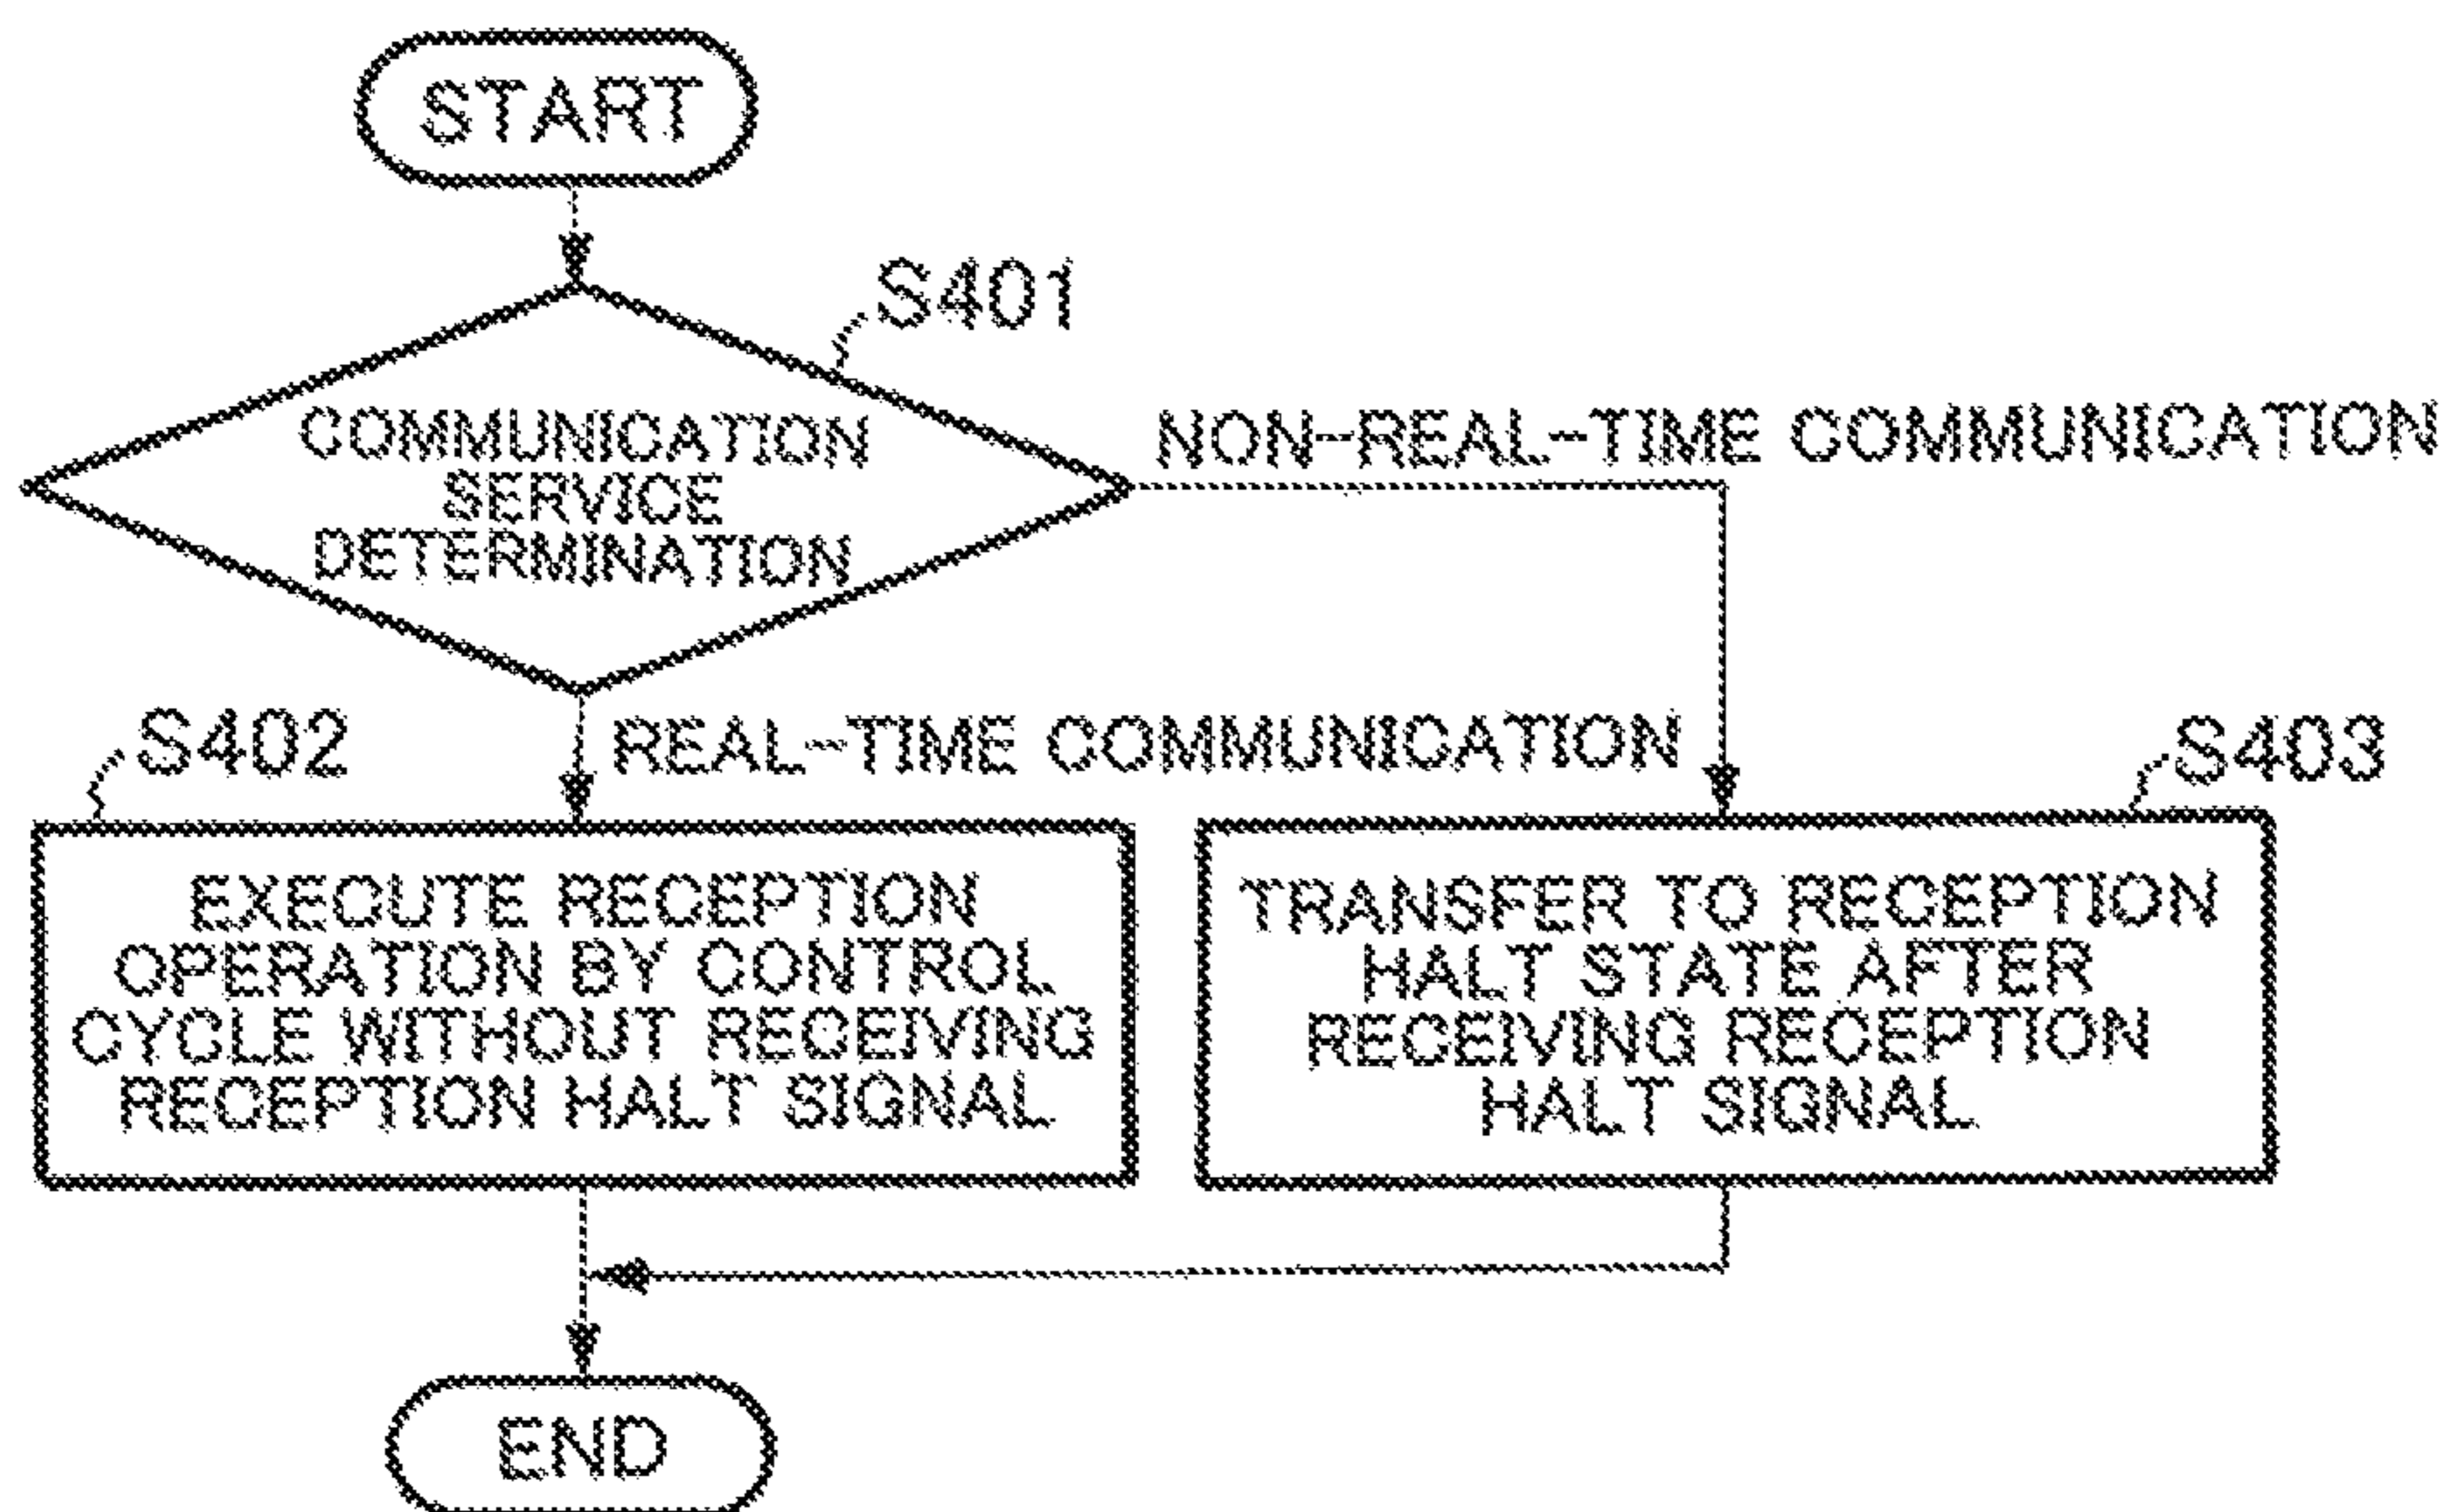 START
S401
COMMUNICATION
SERVICE
DETERMINATION
NON-REAL-TIME COMMUNICATION
S402
REAL-TIME COMMUNICATION
S403
EXECUTE RECEPTION
OPERATION BY CONTROL
CYCLE WITHOUT RECEIVING
RECEPTION HALT SIGNAL
TRANSFER TO RECEPTION
HALT STATE AFTER
RECEIVING RECEPTION
HALT SIGNAL
END